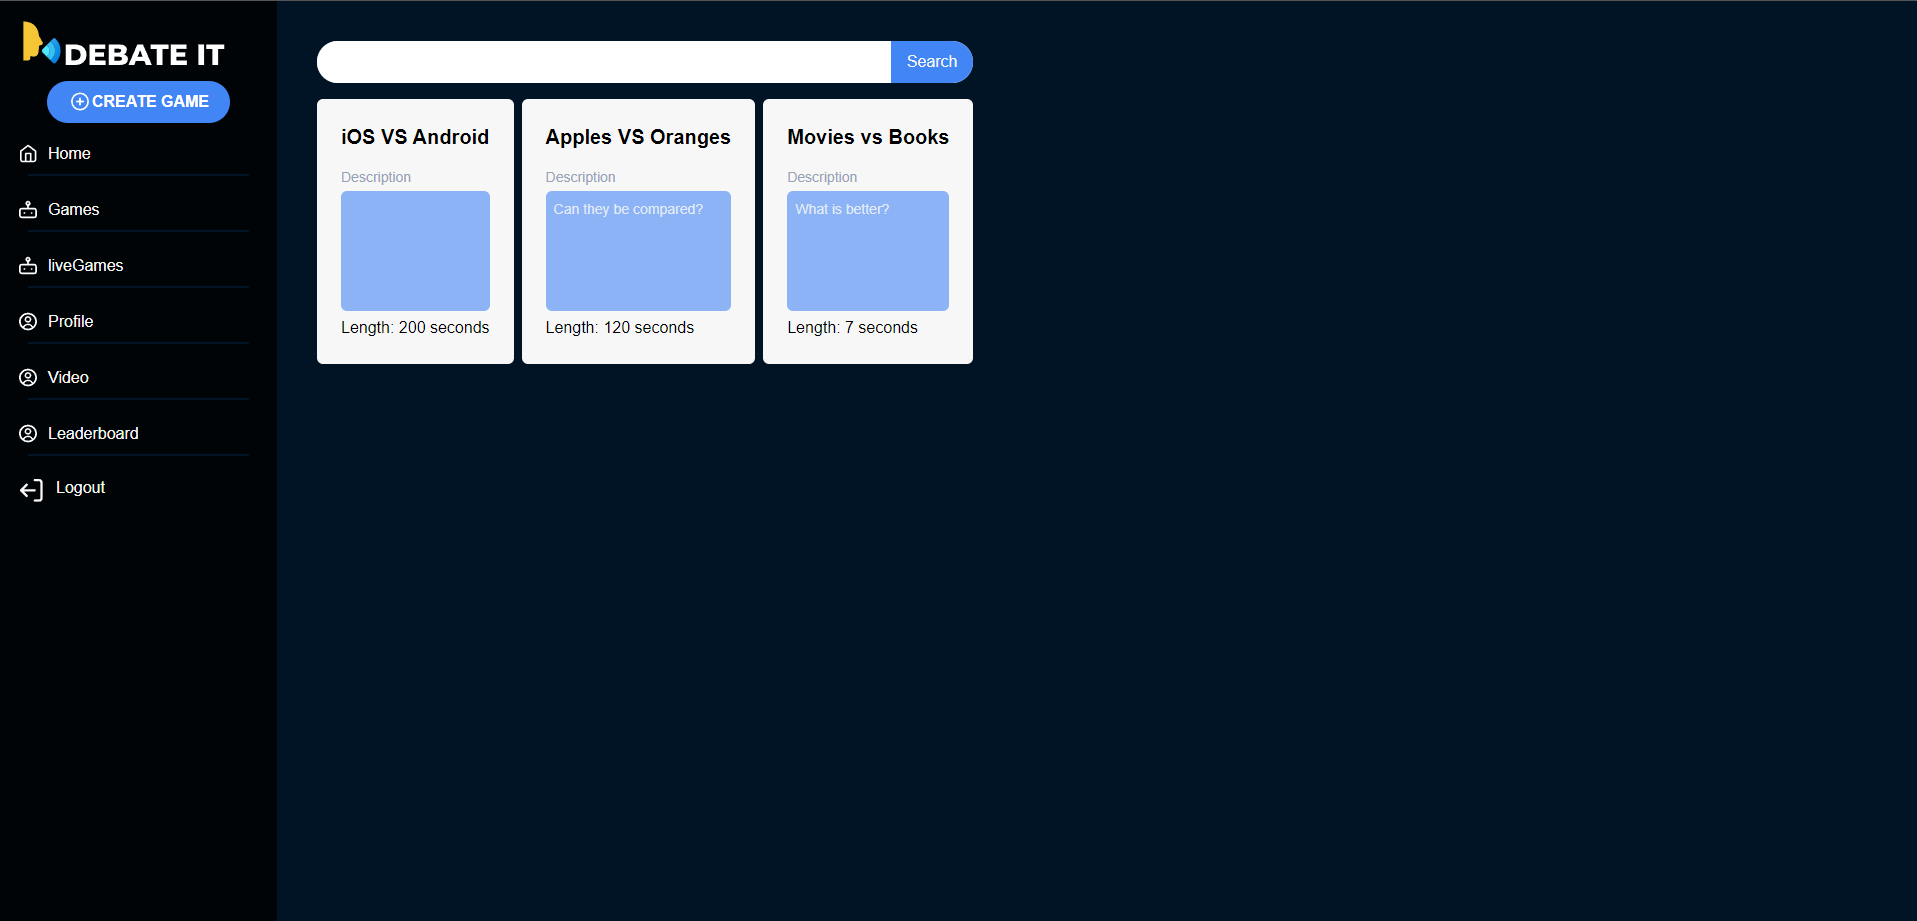 DEBATE IT
CREATE GAME
Home
Games
liveGames
Profile
Video
Leaderboard
Logout
Search
iOS VS Android
Description
Length: 200 seconds
Apples VS Oranges
Description
Can they be compared?
Length: 120 seconds
Movies vs Books
Description
What is better?
Length: 7 seconds